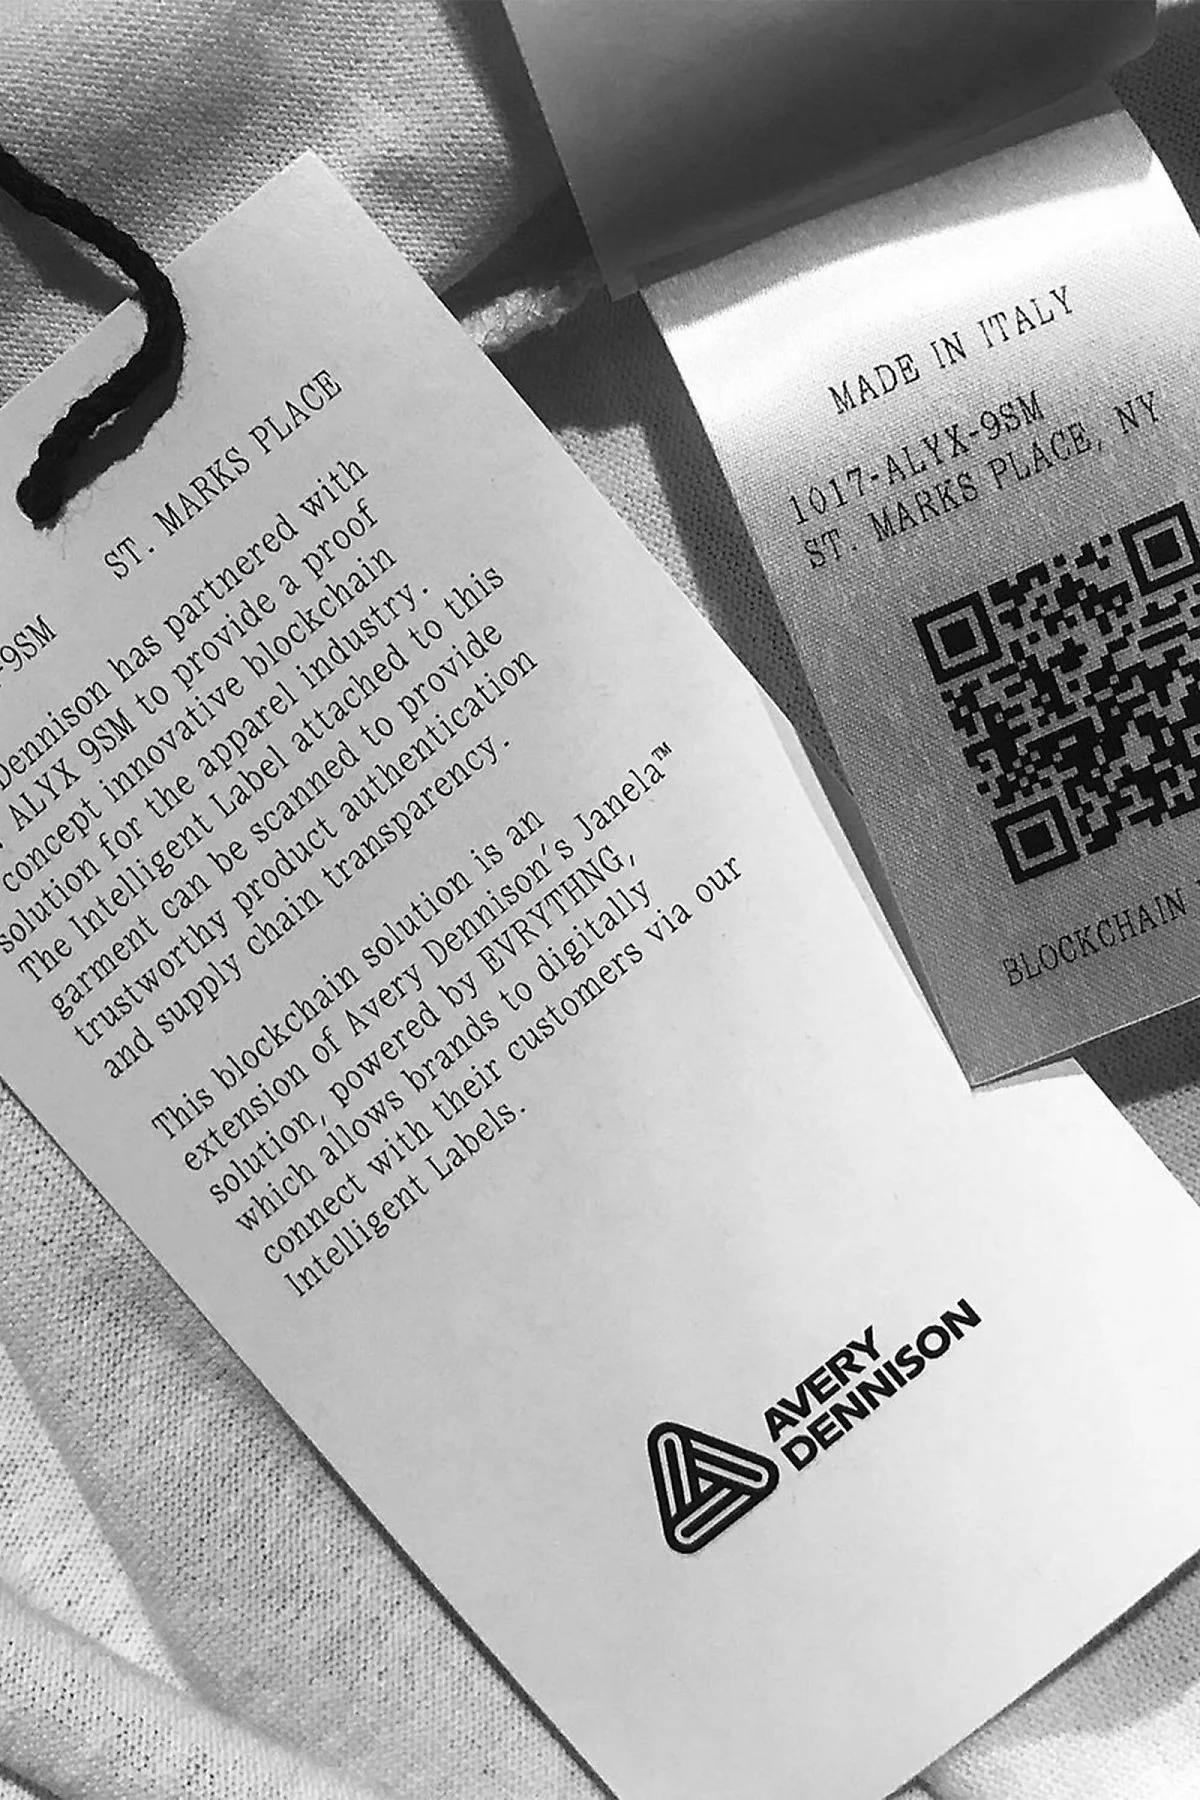 ST. MARKS PLACE
-9SM
Dennison has partnered with
ALYX 9SM to provide a proof
concept innovative blockchain
solution for the apparel industry.
The Intelligent Label attached to this
garment can be scanned to provide
trustworthy product authentication
and supply chain transparency.
This blockchain solution is an
extension of Avery Dennison's Janela™
solution, powered by EVRYTHNG,
which allows brands to digitally
connect with their customers via our
Intelligent Labels.
AVERY
DENNISON
MADE IN ITALY
1017-ALYX-9SM
ST. MARKS PLACE, NY
BLOCKCHAIN